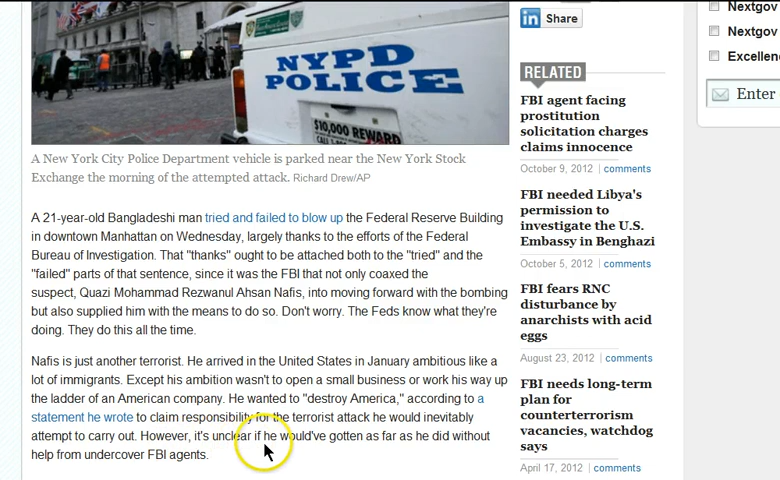 NYPD
POLICE
$10,000 REWARD
A New York City Police Department vehicle is parked near the New York Stock
Exchange the morning of the attempted attack. Richard Drew/AP
A 21-year-old Bangladeshi man tried and failed to blow up the Federal Reserve Building
in downtown Manhattan on Wednesday, largely thanks to the efforts of the Federal
Bureau of Investigation. That "thanks" ought to be attached both to the "tried" and the
"failed" parts of that sentence, since it was the FBI that not only coaxed the
suspect, Quazi Mohammad Rezwanul Ahsan Nafis, into moving forward with the bombing
but also supplied him with the means to do so. Don't worry. The Feds know what they're
doing. They do this all the time.
Nafis is just another terrorist. He arrived in the United States in January ambitious like a
lot of immigrants. Except his ambition wasn't to open a small business or work his way up
the ladder of an American company. He wanted to "destroy America," according to a
statement he wrote to claim responsibility for the terrorist attack he would inevitably
attempt to carry out. However, it's unclear if he would've gotten as far as he did without
help from undercover FBI agents.
in Share
RELATED
FBI agent facing
prostitution
solicitation charges
claims innocence
October 9, 2012 | comments
FBI needed Libya's
permission to
investigate the U.S.
Embassy in Benghazi
October 5, 2012 | comments
FBI fears RNC
disturbance by
anarchists with acid
eggs
August 23, 2012 | comments
FBI needs long-term
plan for
counterterrorism
vacancies, watchdog
says
April 17, 2012 | comments
Nextgov
Nextgov
Excellen
Enter